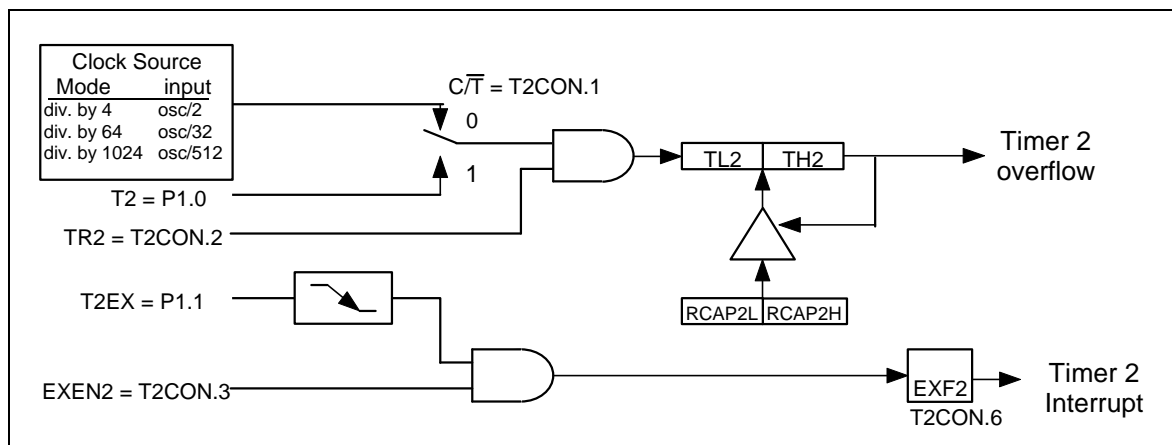 Clock Source
Mode input
div. by 4 osc/2
div. by 64 osc/32
div. by 1024 osc/512
C/T̅ = T2CON.1
0
1
T2 = P1.0
TR2 = T2CON.2
TL2 TH2
Timer 2
overflow
RCAP2L RCAP2H
T2EX = P1.1
EXEN2 = T2CON.3
EXF2
T2CON.6
Timer 2
Interrupt